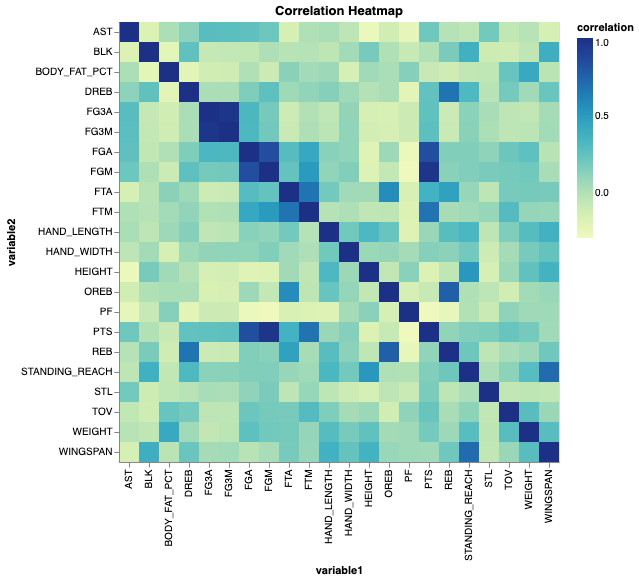 Correlation Heatmap
correlation
1.0
0.5
0.0
variable2
AST
BLK
BODY_FAT_PCT
DREB
FG3A
FG3M
FGA
FGM
FTA
FTM
HAND_LENGTH
HAND_WIDTH
HEIGHT
OREB
PF
PTS
REB
STANDING_REACH
STL
TOV
WEIGHT
WINGSPAN
AST
BLK
BODY_FAT_PCT
DREB
FG3A
FG3M
FGA
FGM
FTA
FTM
HAND_LENGTH
HAND_WIDTH
HEIGHT
OREB
PF
PTS
REB
STANDING_REACH
STL
TOV
WEIGHT
WINGSPAN
variable1